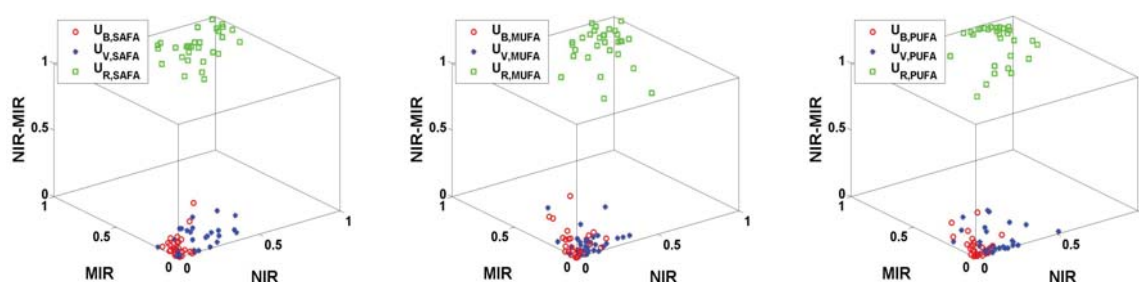 U_B,SAFA
U_V,SAFA
U_R,SAFA
NIR-MIR
1
0.5
0
1
0.5
0
0
0.5
1
MIR
NIR
U_B,MUFA
U_V,MUFA
U_R,MUFA
NIR-MIR
1
0.5
0
1
0.5
0
0
0.5
1
MIR
NIR
U_B,PUFA
U_V,PUFA
U_R,PUFA
NIR-MIR
1
0.5
0
1
0.5
0
0
0.5
1
MIR
NIR